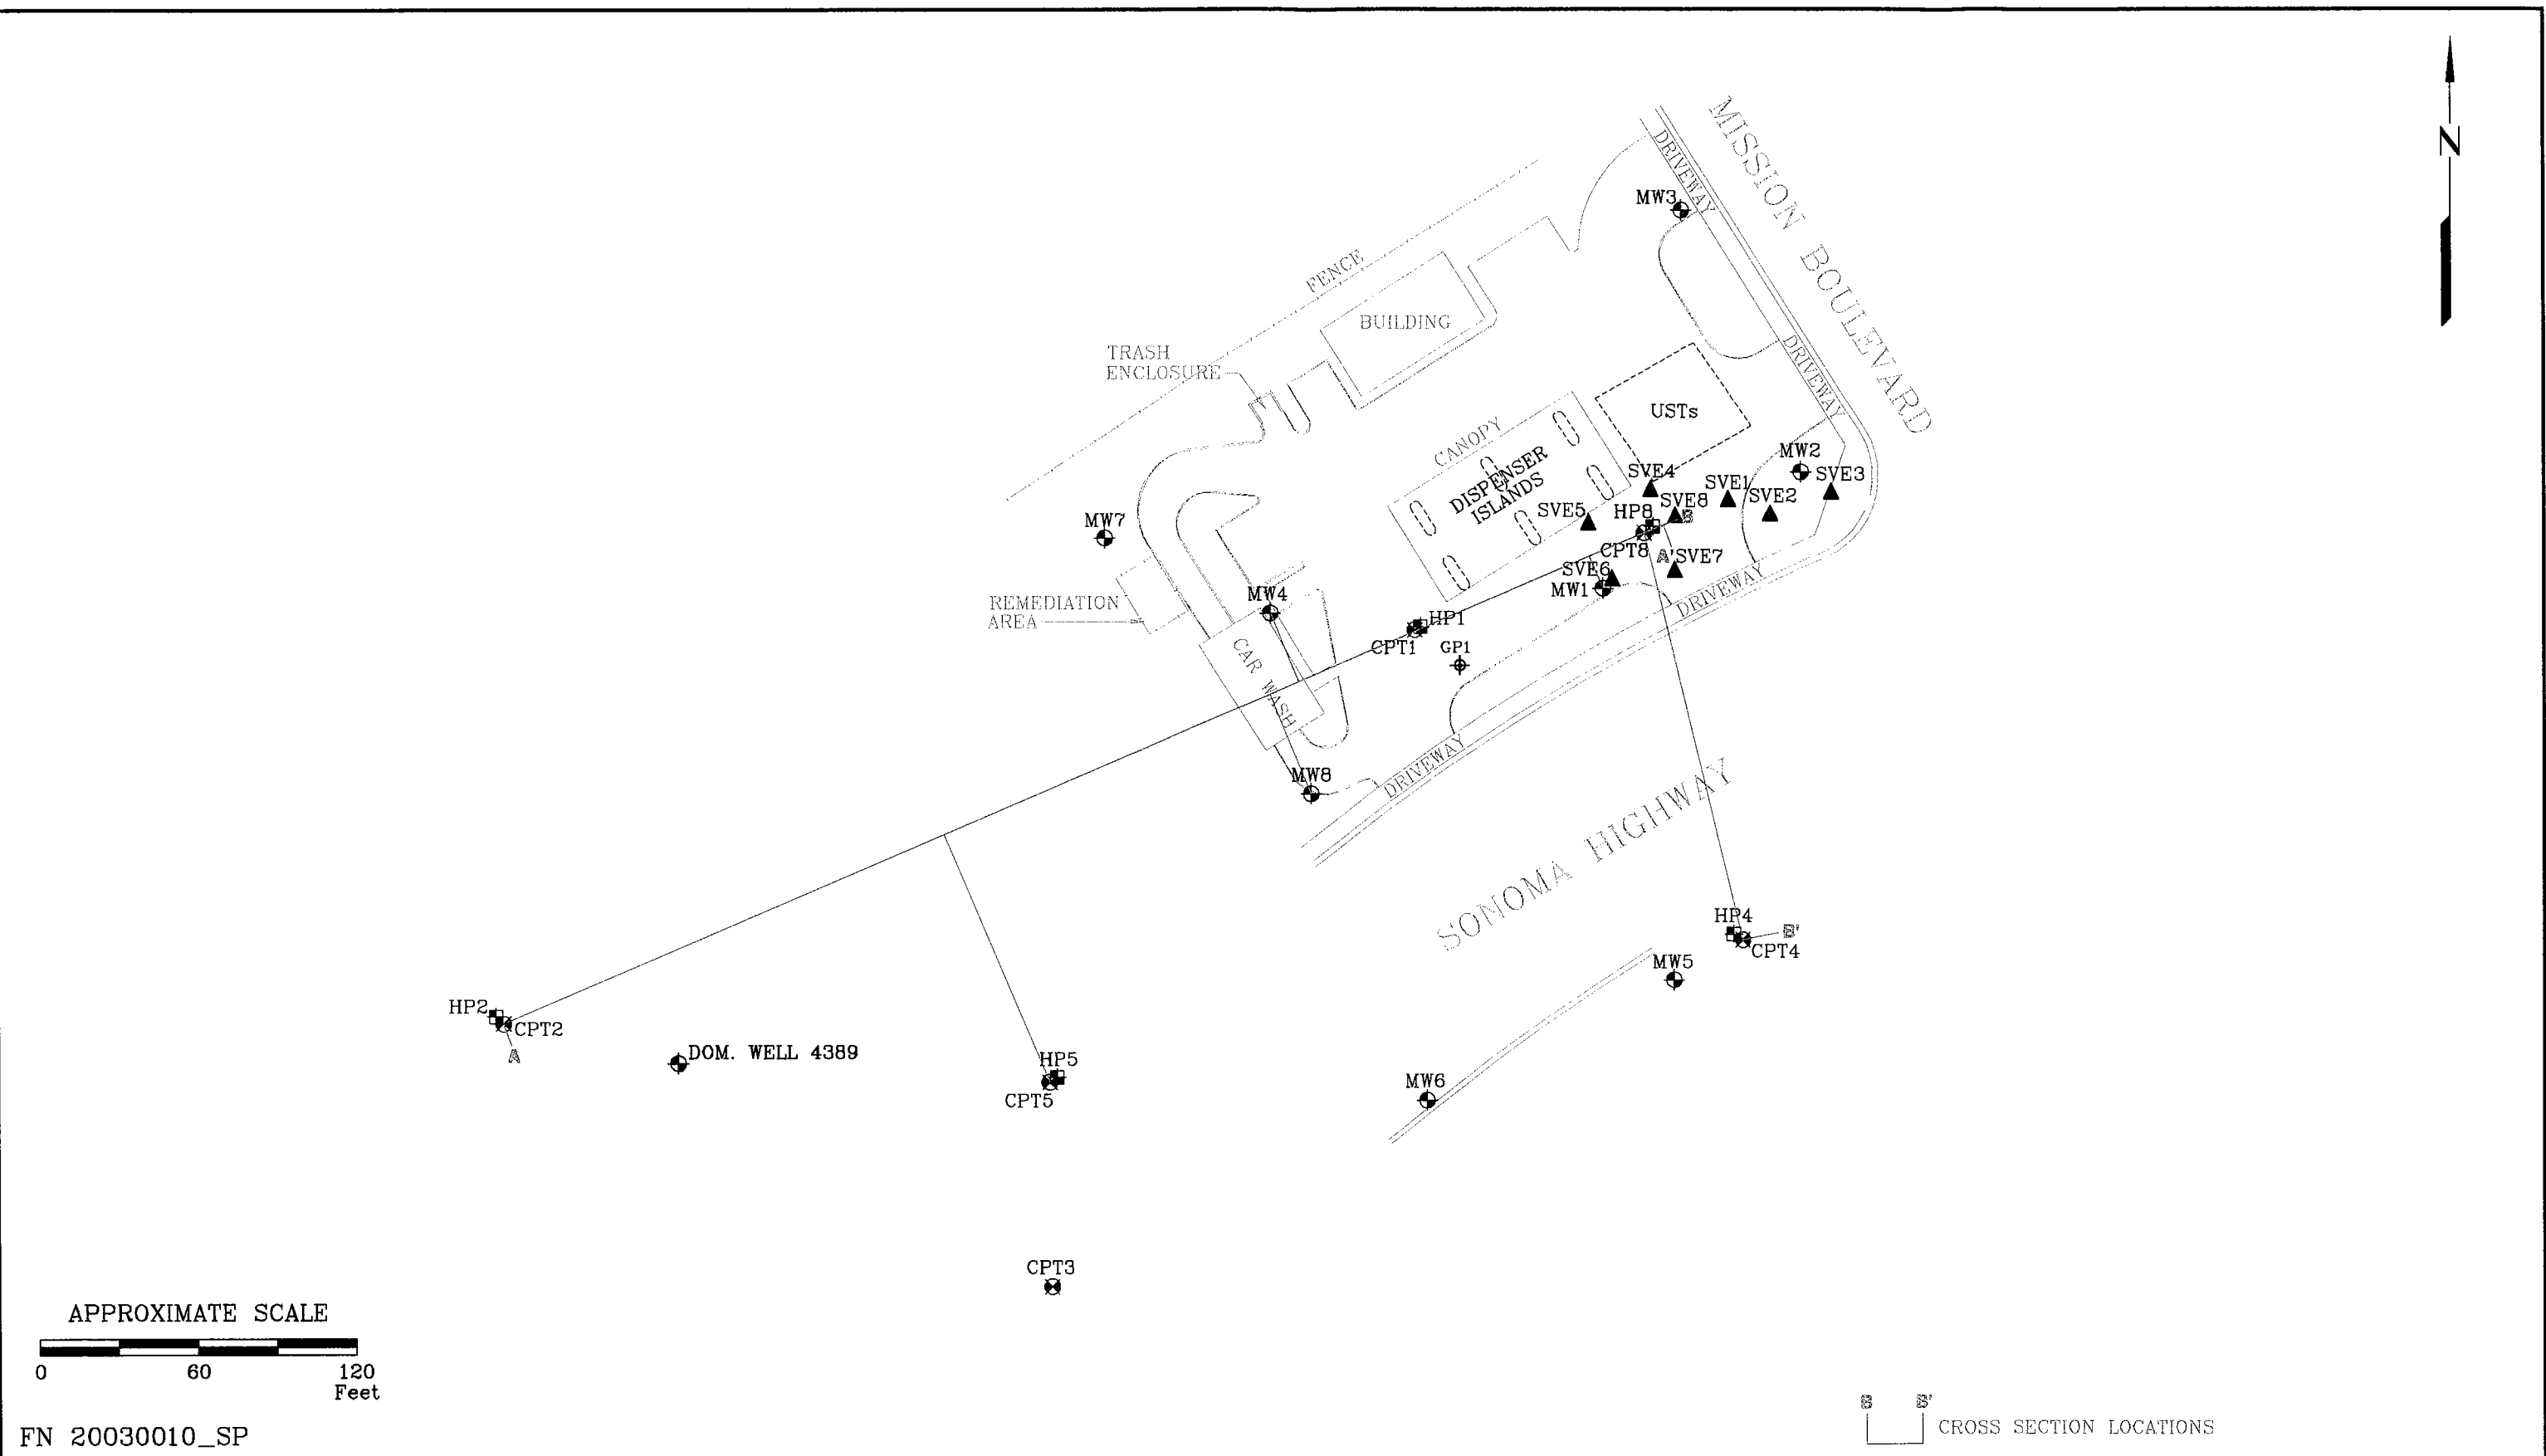 N
MISSION BOULEVARD
DRIVEWAY
MW3
FENCE
BUILDING
TRASH
ENCLOSURE
DRIVEWAY
USTs
CANOPY
DISPENSER
ISLANDS
MW2
SVE4
SVE1
SVE3
SVE8
SVE2
SVE5
HP8
B
MW7
CPT8
A'
SVE7
SVE6
MW1
DRIVEWAY
REMEDIATION
AREA
MW4
HP1
CPT1
GP1
CAR WASH
DRIVEWAY
MW8
SONOMA HIGHWAY
HP4
B'
CPT4
MW5
HP2
CPT2
A
DOM. WELL 4389
HP5
CPT5
MW6
CPT3
APPROXIMATE SCALE
0 60 120
Feet
FN 20030010_SP
B B'
CROSS SECTION LOCATIONS